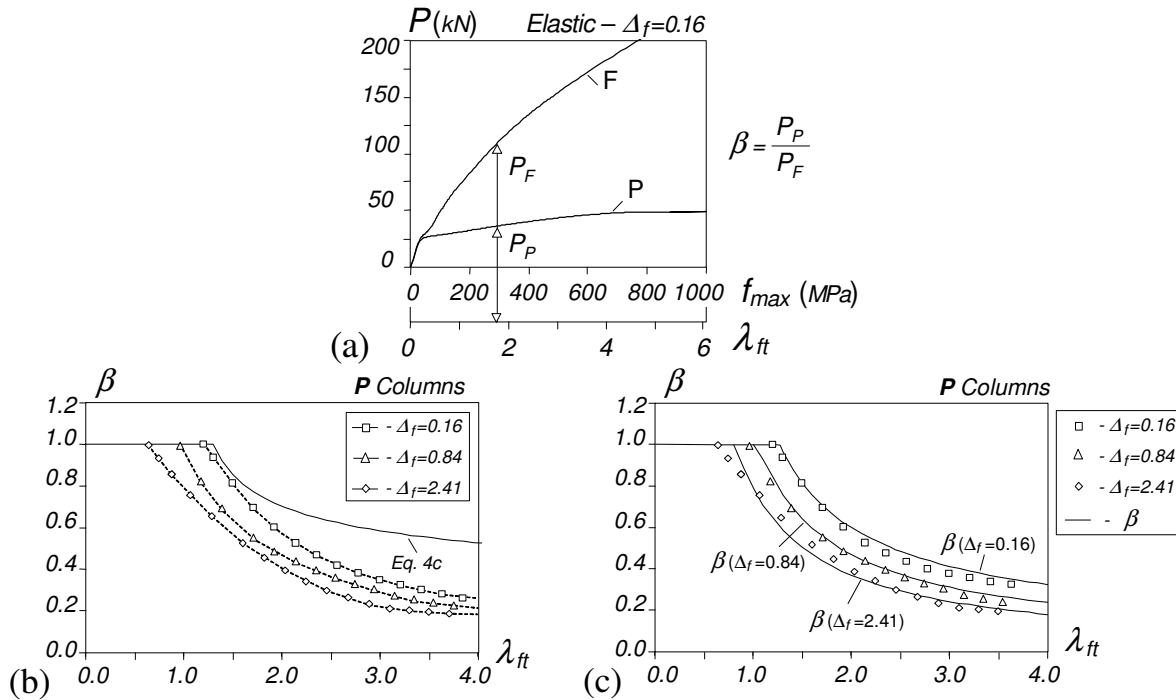 P (kN) Elastic – Δf=0.16
200
150
100
50
0
F
P
PF
PP
β = PP / PF
0 200 400 600 800 1000 fmax (MPa)
(a) 0 2 4 6 λft
β P Columns
1.2
1.0
0.8
0.6
0.4
0.2
0.0
- Δf=0.16
- Δf=0.84
- Δf=2.41
Eq. 4c
(b) 0.0 1.0 2.0 3.0 4.0 λft
β P Columns
1.2
1.0
0.8
0.6
0.4
0.2
0.0
- Δf=0.16
- Δf=0.84
- Δf=2.41
- β
β (Δf=0.16)
β (Δf=0.84)
β (Δf=2.41)
(c) 0.0 1.0 2.0 3.0 4.0 λft